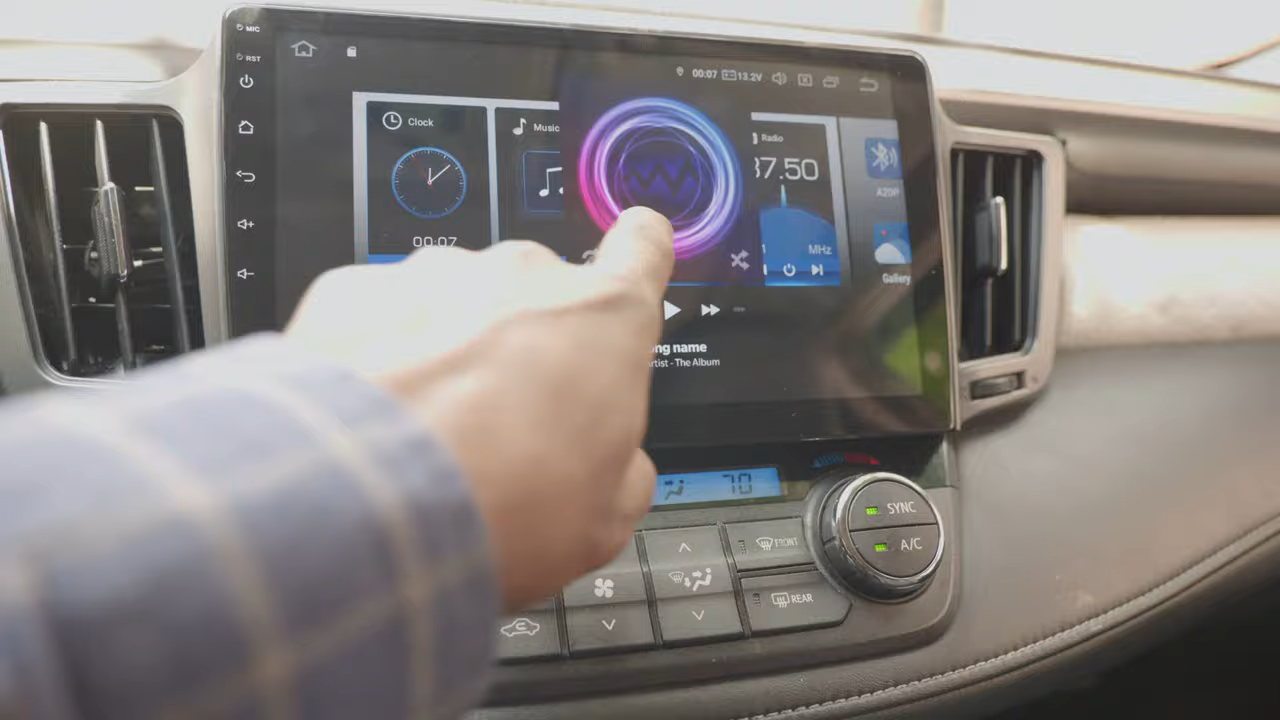 MIC
RST
00:07 13.2V
Clock
Music
Radio
87.50
A2DP
00:07
MHz
Gallery
ng name
rtist - The Album
70
SYNC
A/C
FRONT
REAR